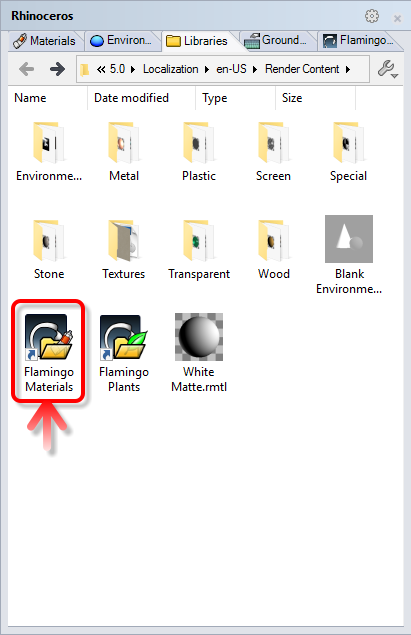 Rhinoceros
Materials Environ... Libraries Ground... Flamingo...
« 5.0 Localization en-US Render Content
Name Date modified Type Size
Environme... Metal Plastic Screen Special
Stone Textures Transparent Wood Blank
Environme...
Flamingo Flamingo White
Materials Plants Matte.rmtl